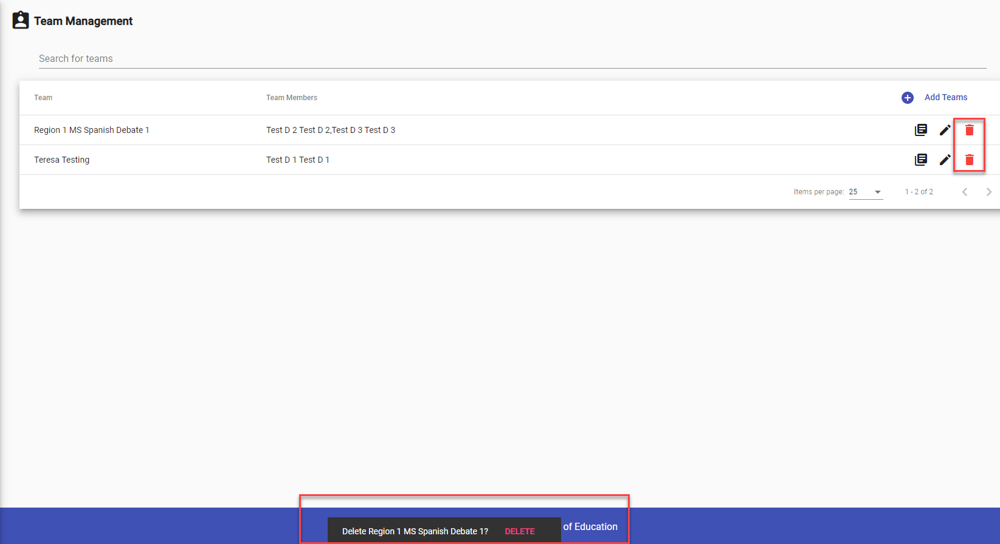 Team Management
Search for teams
Team Team Members Add Teams
Region 1 MS Spanish Debate 1 Test D 2 Test D 2,Test D 3 Test D 3
Teresa Testing Test D 1 Test D 1
Items per page: 25 1 - 2 of 2
of Education
Delete Region 1 MS Spanish Debate 1? DELETE